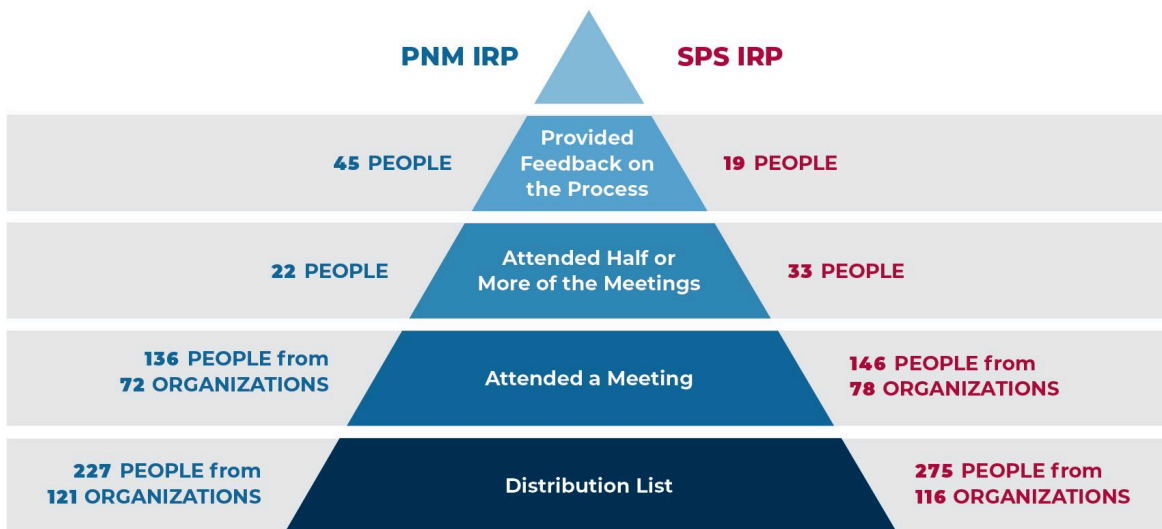 PNM IRP
SPS IRP
45 PEOPLE
Provided
Feedback on
the Process
19 PEOPLE
22 PEOPLE
Attended Half or
More of the Meetings
33 PEOPLE
136 PEOPLE from
72 ORGANIZATIONS
Attended a Meeting
146 PEOPLE from
78 ORGANIZATIONS
227 PEOPLE from
121 ORGANIZATIONS
Distribution List
275 PEOPLE from
116 ORGANIZATIONS